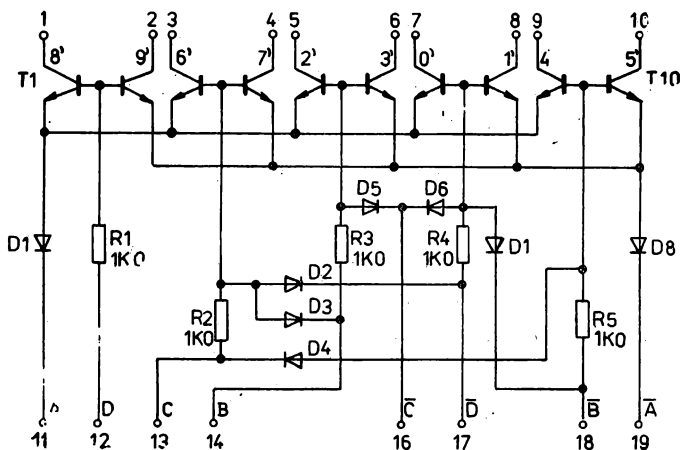 1 2 3 4 5 6 7 8 9 10
8' 9' 6' 7' 2' 3' 0' 1' 4 5'
T1 T10
D5 D6
D1 R1 1K0 R3 1K0 R4 1K0 D1 D8
D2
R2 1K0 D3 R5 1K0
D4
D C B C̅ D̅ B̅ A̅
11 12 13 14 16 17 18 19